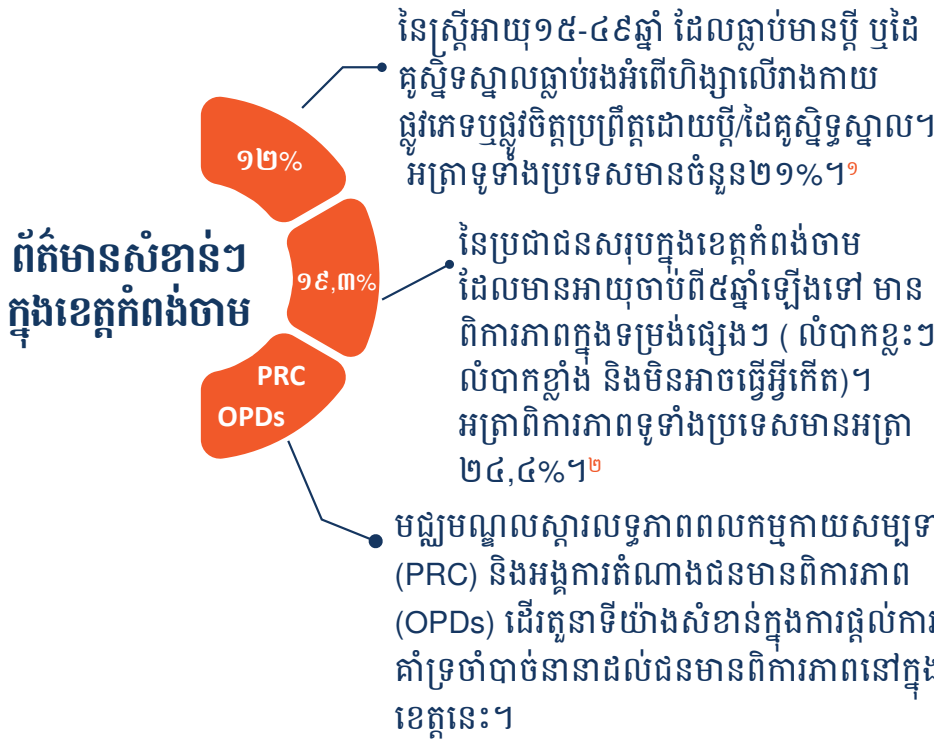 ព័ត៌មានសំខាន់ៗ
ក្នុងខេត្តកំពង់ចាម
១២%
នៃស្ត្រីអាយុ១៥-៤៩ឆ្នាំ ដែលធ្លាប់មានប្តី ឬដៃ
គូស្និទស្នាលធ្លាប់រងអំពើហិង្សាលើរាងកាយ
ផ្លូវភេទឬផ្លូវចិត្តប្រព្រឹត្តដោយប្តី/ដៃគូស្និទ្ធស្នាល។
អត្រាទូទាំងប្រទេសមានចំនួន២១%។១
១៩,៣%
នៃប្រជាជនសរុបក្នុងខេត្តកំពង់ចាម
ដែលមានអាយុចាប់ពី៥ឆ្នាំឡើងទៅ មាន
ពិការភាពក្នុងទម្រង់ផ្សេងៗ ( លំបាកខ្លះៗ
លំបាកខ្លាំង និងមិនអាចធ្វើអ្វីកើត)។
អត្រាពិការភាពទូទាំងប្រទេសមានអត្រា
២៤,៤%។២
PRC
OPDs
មជ្ឈមណ្ឌលស្តារលទ្ធភាពពលកម្មកាយសម្បទា
(PRC) និងអង្គការតំណាងជនមានពិការភាព
(OPDs) ដើរតួនាទីយ៉ាងសំខាន់ក្នុងការផ្តល់ការ
គាំទ្រចាំបាច់នានាដល់ជនមានពិការភាពនៅក្នុង
ខេត្តនេះ។